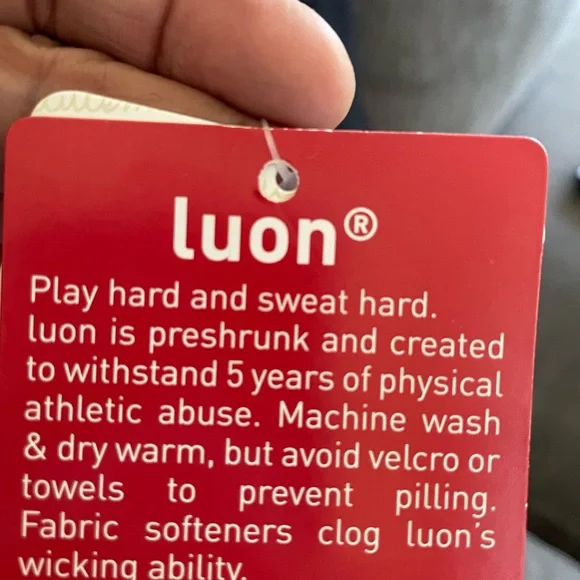 luon®
Play hard and sweat hard.
luon is preshrunk and created
to withstand 5 years of physical
athletic abuse. Machine wash
& dry warm, but avoid velcro or
towels to prevent pilling.
Fabric softeners clog luon's
wicking ability.